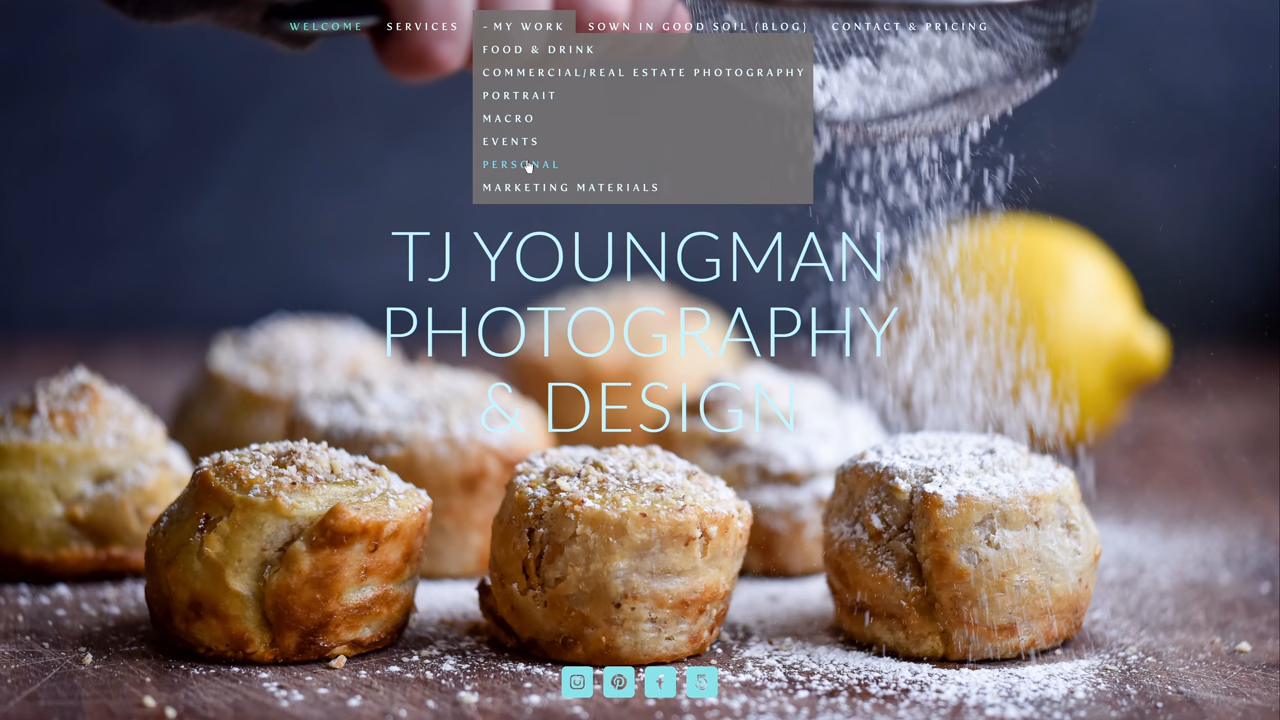 WELCOME SERVICES - MY WORK SOWN IN GOOD SOIL {BLOG} CONTACT & PRICING
FOOD & DRINK
COMMERCIAL/REAL ESTATE PHOTOGRAPHY
PORTRAIT
MACRO
EVENTS
PERSONAL
MARKETING MATERIALS
TJ YOUNGMAN
PHOTOGRAPHY
& DESIGN